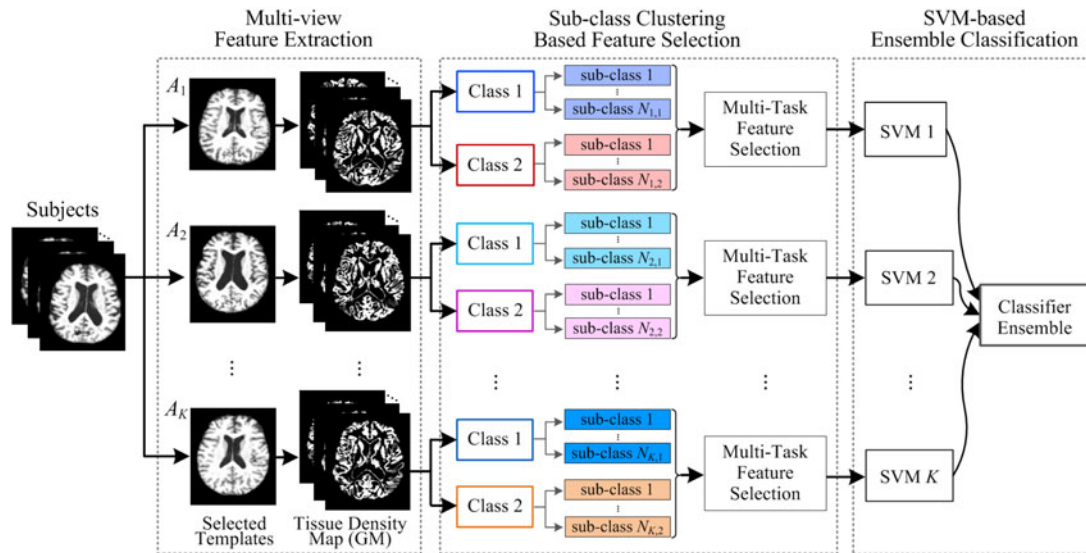 Multi-view
Feature Extraction
Sub-class Clustering
Based Feature Selection
SVM-based
Ensemble Classification
Subjects
A1
Class 1
sub-class 1
⋮
sub-class N1,1
Class 2
sub-class 1
⋮
sub-class N1,2
Multi-Task
Feature
Selection
SVM 1
A2
Class 1
sub-class 1
⋮
sub-class N2,1
Class 2
sub-class 1
⋮
sub-class N2,2
Multi-Task
Feature
Selection
SVM 2
Classifier
Ensemble
⋮ ⋮ ⋮ ⋮ ⋮ ⋮
AK
Class 1
sub-class 1
⋮
sub-class NK,1
Class 2
sub-class 1
⋮
sub-class NK,2
Multi-Task
Feature
Selection
SVM K
Selected
Templates
Tissue Density
Map (GM)